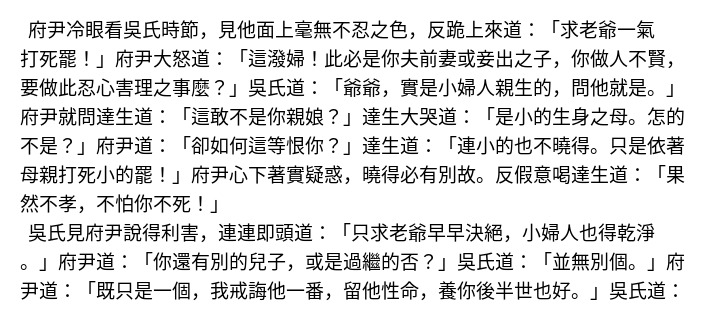 府尹冷眼看吳氏時節，見他面上毫無不忍之色，反跪上來道：「求老爺一氣
打死罷！」府尹大怒道：「這潑婦！此必是你夫前妻或妾出之子，你做人不賢，
要做此忍心害理之事麼？」吳氏道：「爺爺，實是小婦人親生的，問他就是。」
府尹就問達生道：「這敢不是你親娘？」達生大哭道：「是小的生身之母。怎的
不是？」府尹道：「卻如何這等恨你？」達生道：「連小的也不曉得。只是依著
母親打死小的罷！」府尹心下著實疑惑，曉得必有別故。反假意喝達生道：「果
然不孝，不怕你不死！」
吳氏見府尹說得利害，連連即頭道：「只求老爺早早決絕，小婦人也得乾淨
。」府尹道：「你還有別的兒子，或是過繼的否？」吳氏道：「並無別個。」府
尹道：「既只是一個，我戒誨他一番，留他性命，養你後半世也好。」吳氏道：